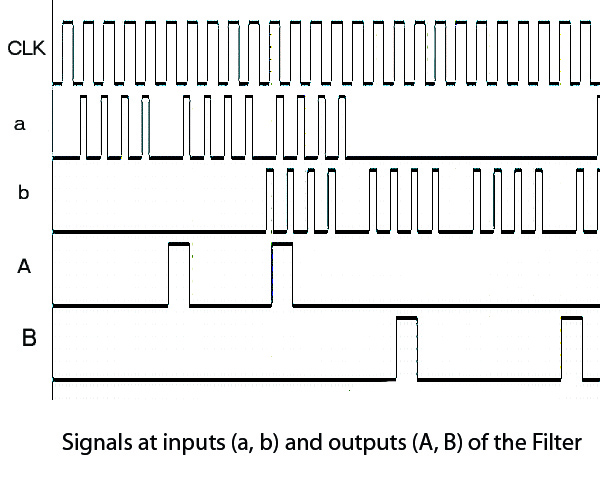 CLK
a
b
A
B
Signals at inputs (a, b) and outputs (A, B) of the Filter